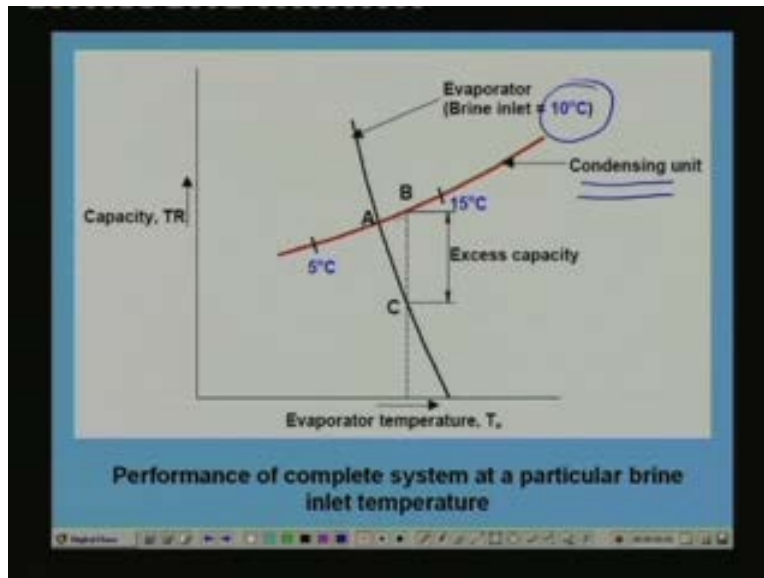 Evaporator
(Brine inlet = 10°C)
Condensing unit
Capacity, TR
B
A
15°C
5°C
Excess capacity
C
Evaporator temperature, Te
Performance of complete system at a particular brine
inlet temperature